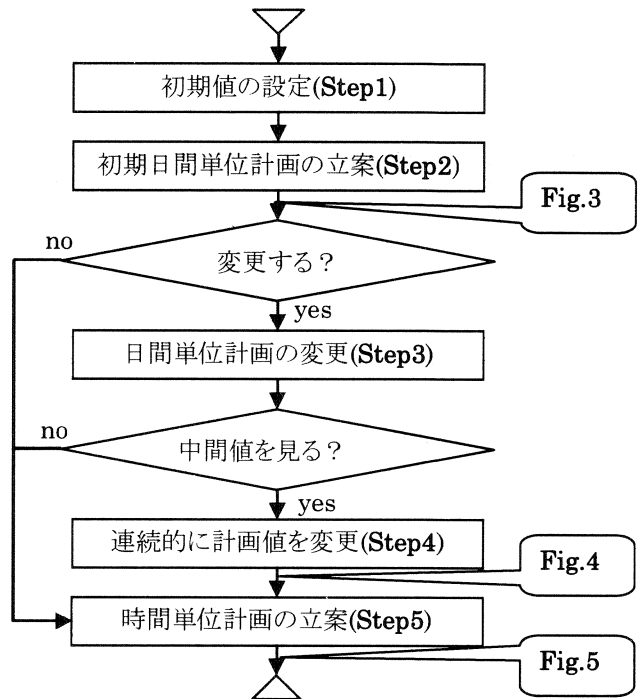 初期値の設定(Step1)
初期日間単位計画の立案(Step2)
Fig.3
no
変更する？
yes
日間単位計画の変更(Step3)
no
中間値を見る？
yes
連続的に計画値を変更(Step4)
Fig.4
時間単位計画の立案(Step5)
Fig.5